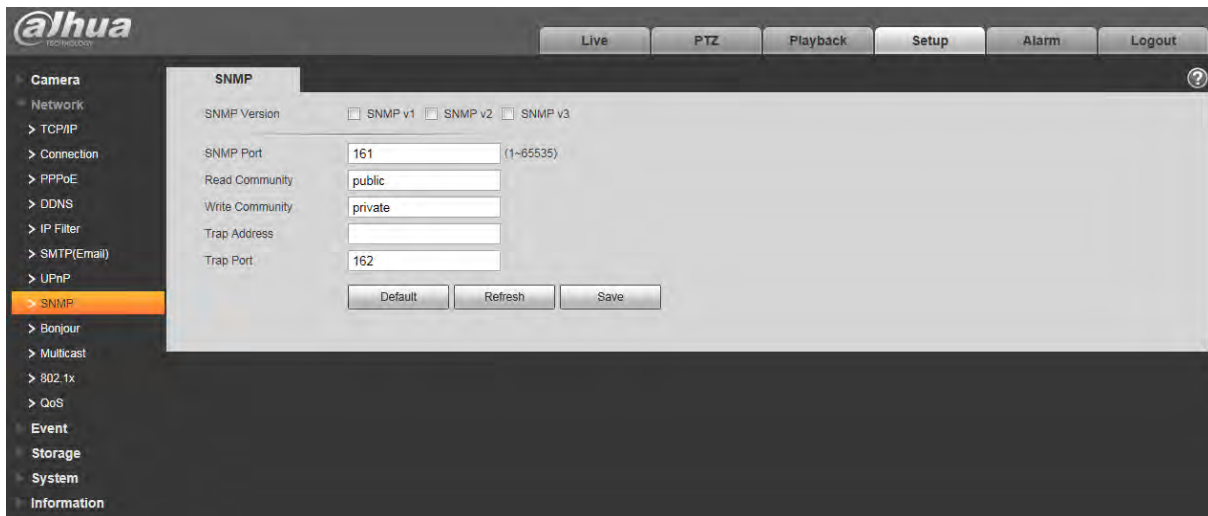 alhua
TECHNOLOGY
Live PTZ Playback Setup Alarm Logout
Camera
Network
> TCP/IP
> Connection
> PPPoE
> DDNS
> IP Filter
> SMTP(Email)
> UPnP
> SNMP
> Bonjour
> Multicast
> 802.1x
> QoS
Event
Storage
System
Information
SNMP
?
SNMP Version SNMP v1 SNMP v2 SNMP v3
SNMP Port 161 (1~65535)
Read Community public
Write Community private
Trap Address
Trap Port 162
Default Refresh Save